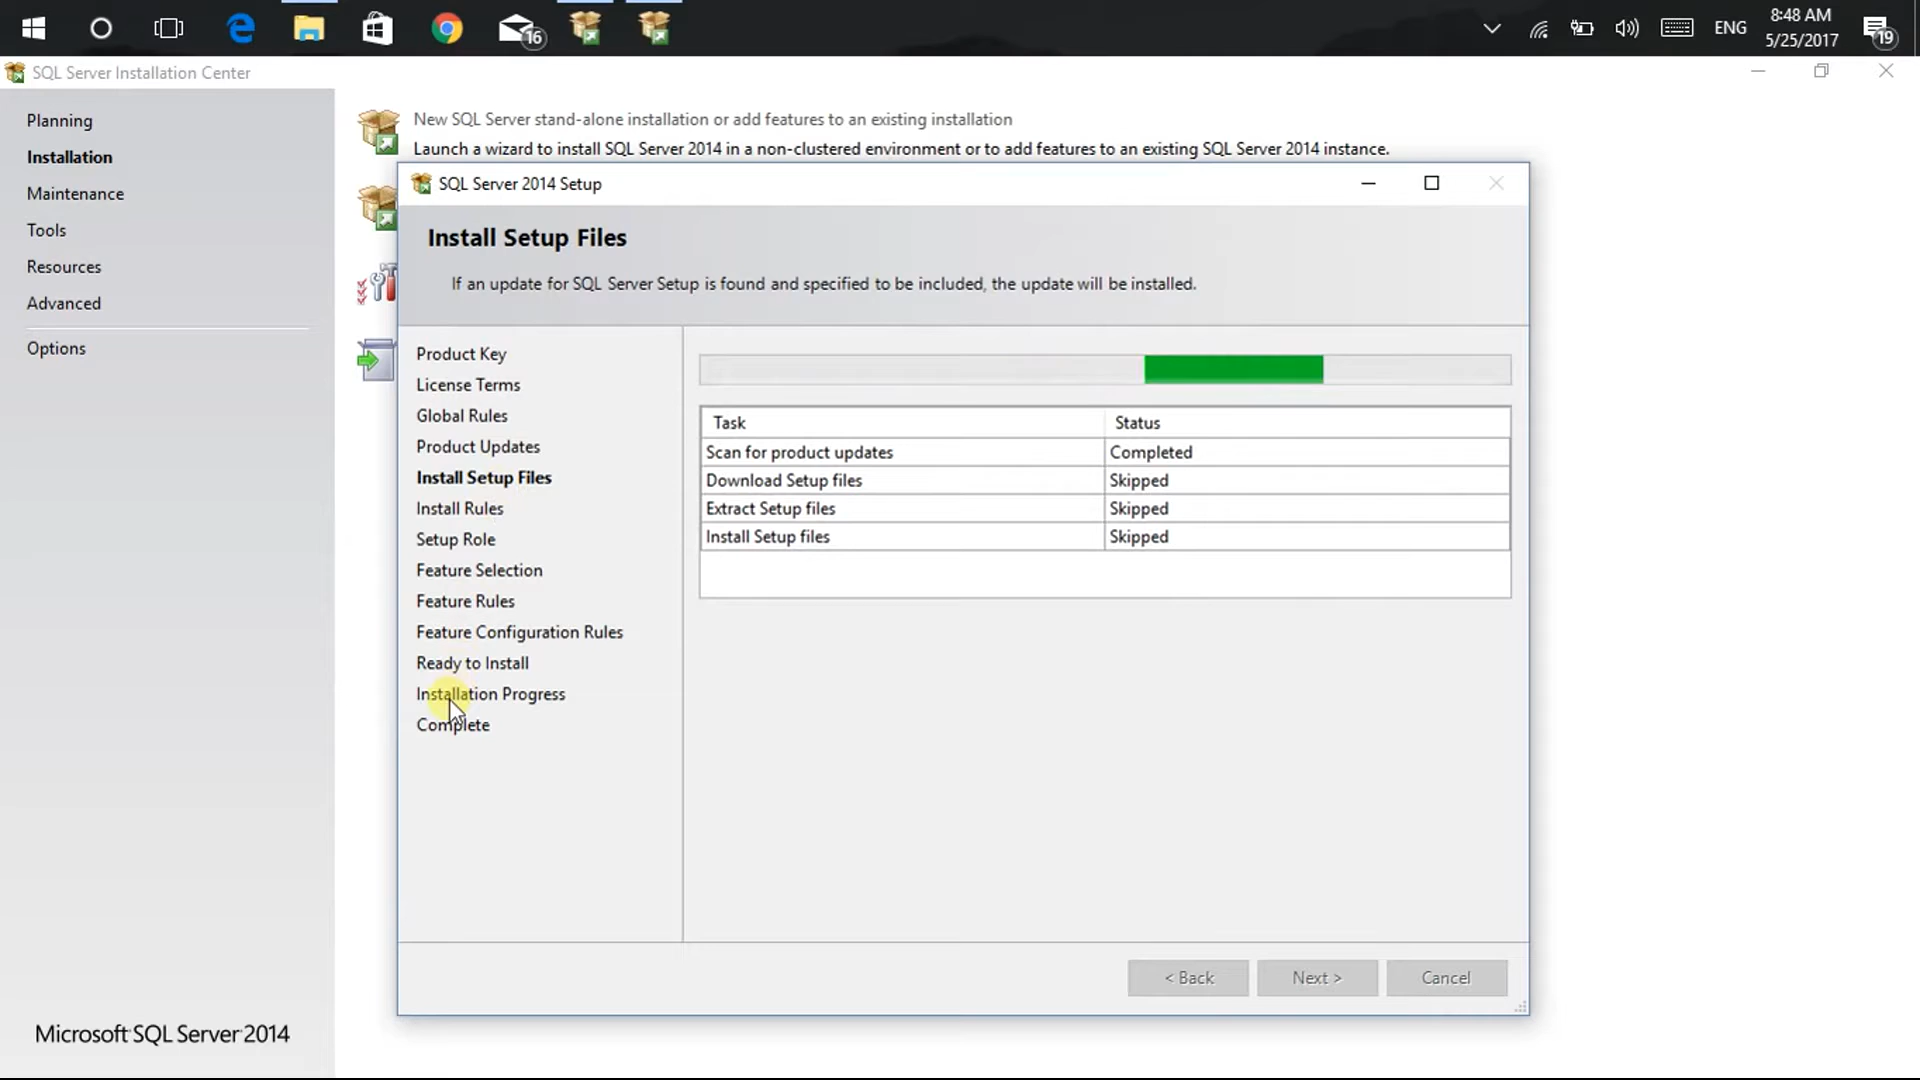 16
ENG
8:48 AM
5/25/2017
19
SQL Server Installation Center
Planning
Installation
Maintenance
Tools
Resources
Advanced
Options
Microsoft SQL Server 2014
New SQL Server stand-alone installation or add features to an existing installation
Launch a wizard to install SQL Server 2014 in a non-clustered environment or to add features to an existing SQL Server 2014 instance.
SQL Server 2014 Setup
Install Setup Files
If an update for SQL Server Setup is found and specified to be included, the update will be installed.
Product Key
License Terms
Global Rules
Product Updates
Install Setup Files
Install Rules
Setup Role
Feature Selection
Feature Rules
Feature Configuration Rules
Ready to Install
Installation Progress
Complete
Task Status
Scan for product updates Completed
Download Setup files Skipped
Extract Setup files Skipped
Install Setup files Skipped
< Back Next > Cancel